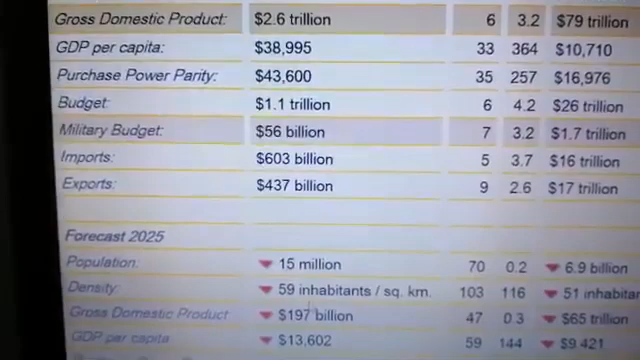 Gross Domestic Product: $2.6 trillion 6 3.2 $79 trillion
GDP per capita: $38,995 33 364 $10,710
Purchase Power Parity: $43,600 35 257 $16,976
Budget: $1.1 trillion 6 4.2 $26 trillion
Military Budget: $56 billion 7 3.2 $1.7 trillion
Imports: $603 billion 5 3.7 $16 trillion
Exports: $437 billion 9 2.6 $17 trillion
Forecast 2025
Population: 15 million 70 0.2 6.9 billion
Density: 59 inhabitants / sq. km. 103 116 51 inhabitar
Gross Domestic Product $197 billion 47 0.3 $65 trillion
GDP per capita $13,602 59 144 $9,421